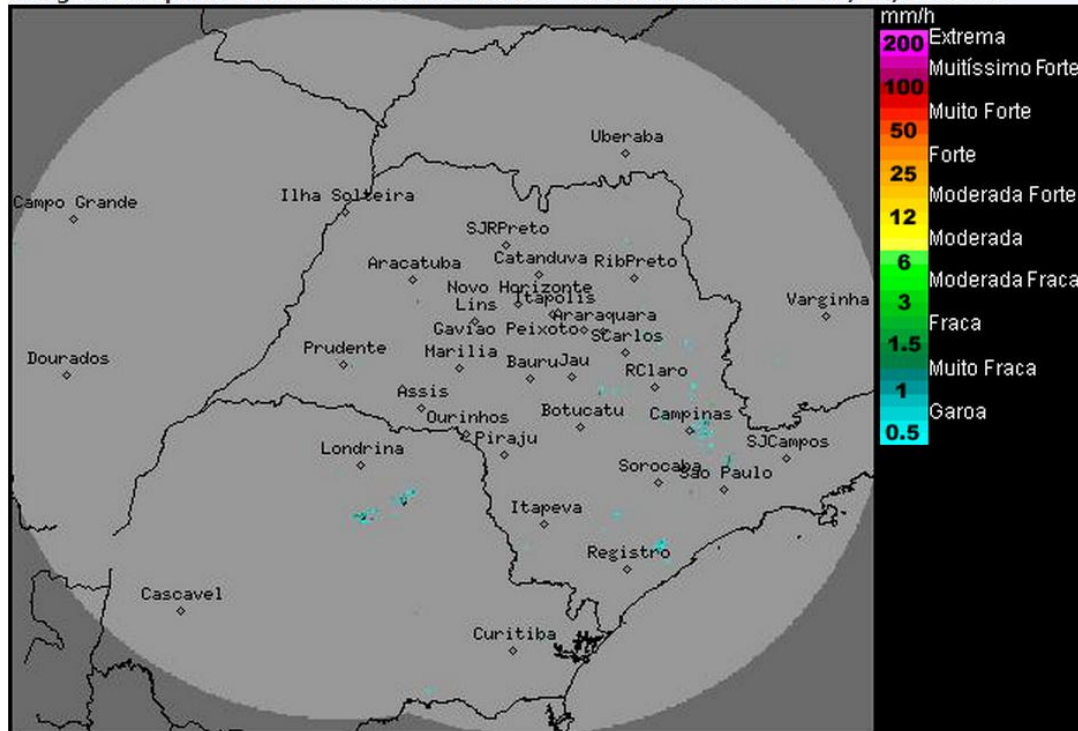 mm/h
200 Extrema
Muitíssimo Forte
100
Muito Forte
50
Forte
25
Moderada Forte
12
Moderada
6
Moderada Fraca
3
Fraca
1.5
Muito Fraca
1
Garoa
0.5
Uberaba
Campo Grande
Ilha Solteira
SJRPreto
Catanduva
RibPreto
Aracatuba
Novo Horizonte
Itapolis
Lins
Araraquara
Gaviao Peixoto
Varginha
SCarlos
Prudente
Marilia
Bauru
Jau
RClaro
Dourados
Assis
Botucatu
Campinas
Ourinhos
Piraju
SJCampos
Londrina
Sorocaba
Sao Paulo
Itapeva
Registro
Cascavel
Curitiba